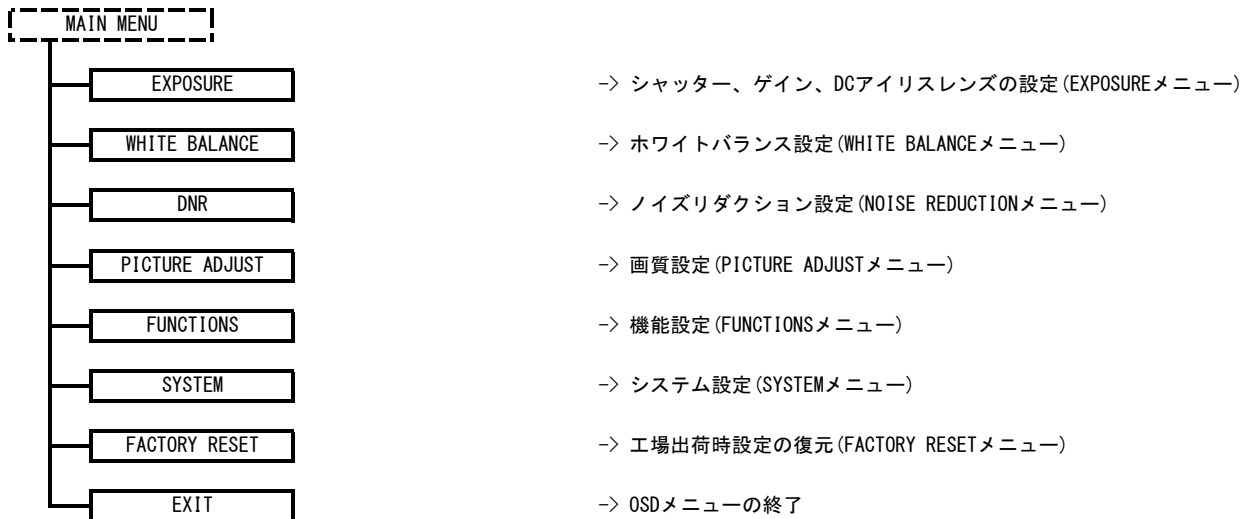 MAIN MENU
EXPOSURE -> シャッター、ゲイン、DCアイリスレンズの設定(EXPOSUREメニュー)
WHITE BALANCE -> ホワイトバランス設定(WHITE BALANCEメニュー)
DNR -> ノイズリダクション設定(NOISE REDUCTIONメニュー)
PICTURE ADJUST -> 画質設定(PICTURE ADJUSTメニュー)
FUNCTIONS -> 機能設定(FUNCTIONSメニュー)
SYSTEM -> システム設定(SYSTEMメニュー)
FACTORY RESET -> 工場出荷時設定の復元(FACTORY RESETメニュー)
EXIT -> OSDメニューの終了